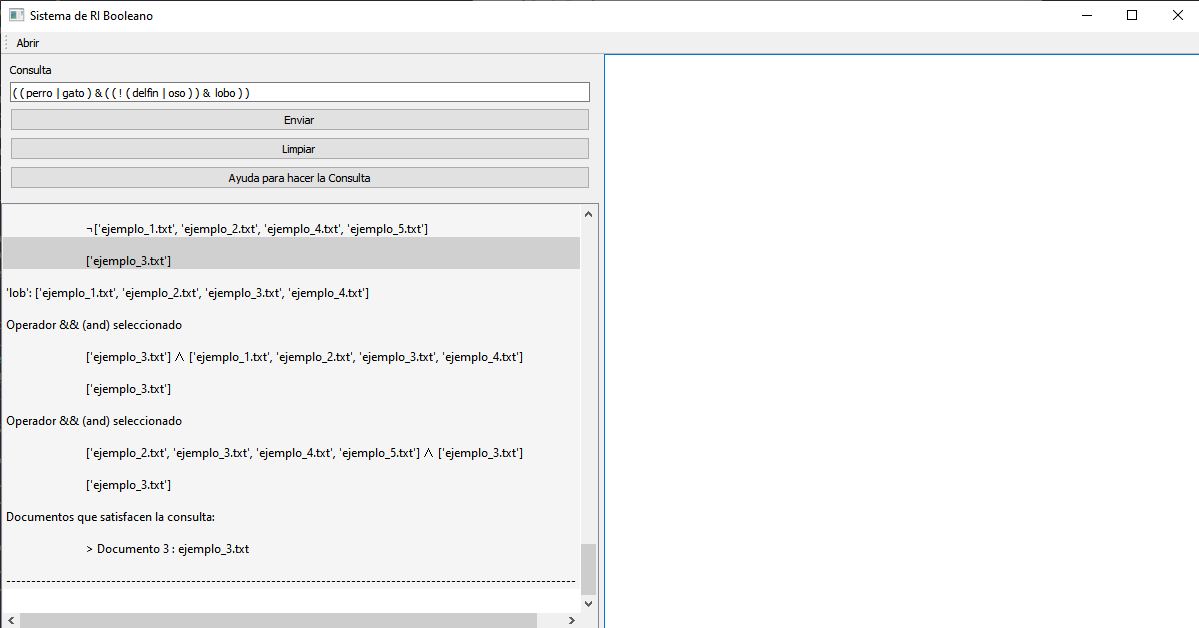 Sistema de RI Booleano
Abrir
Consulta
( ( perro | gato ) & ( ( ! ( delfin | oso ) ) & lobo ) )
Enviar
Limpiar
Ayuda para hacer la Consulta
¬['ejemplo_1.txt', 'ejemplo_2.txt', 'ejemplo_4.txt', 'ejemplo_5.txt']
['ejemplo_3.txt']
'lob': ['ejemplo_1.txt', 'ejemplo_2.txt', 'ejemplo_3.txt', 'ejemplo_4.txt']
Operador && (and) seleccionado
['ejemplo_3.txt'] ∧ ['ejemplo_1.txt', 'ejemplo_2.txt', 'ejemplo_3.txt', 'ejemplo_4.txt']
['ejemplo_3.txt']
Operador && (and) seleccionado
['ejemplo_2.txt', 'ejemplo_3.txt', 'ejemplo_4.txt', 'ejemplo_5.txt'] ∧ ['ejemplo_3.txt']
['ejemplo_3.txt']
Documentos que satisfacen la consulta:
> Documento 3 : ejemplo_3.txt